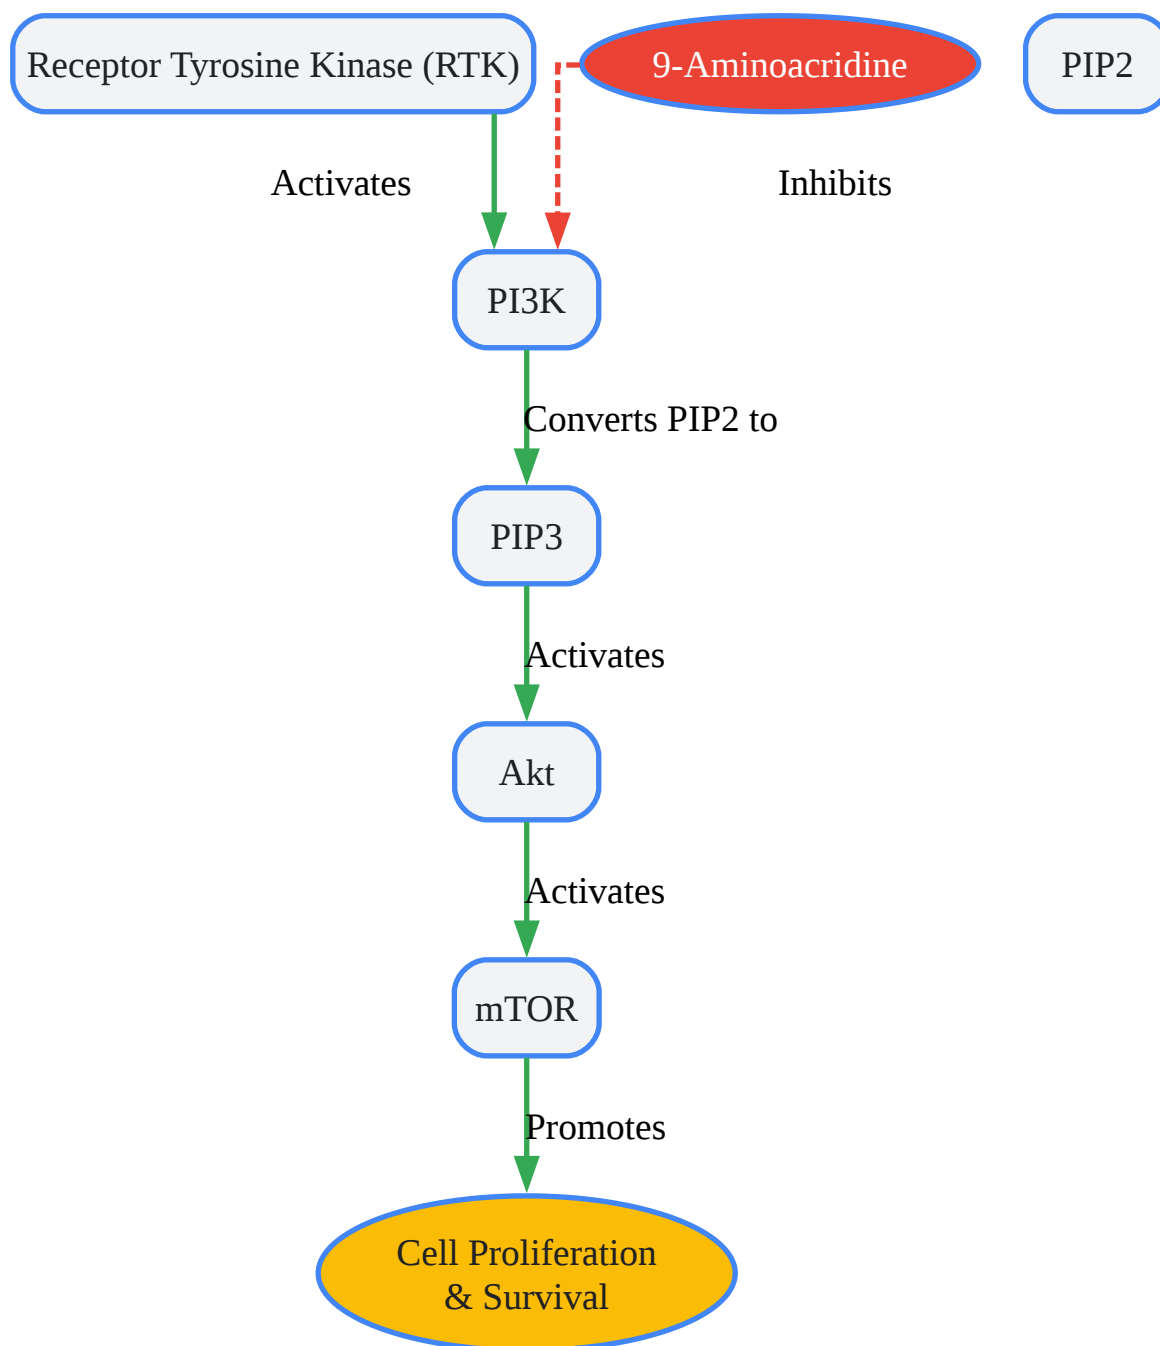 Receptor Tyrosine Kinase (RTK)
9-Aminoacridine
PIP2
Activates
Inhibits
PI3K
Converts PIP2 to
PIP3
Activates
Akt
Activates
mTOR
Promotes
Cell Proliferation
& Survival